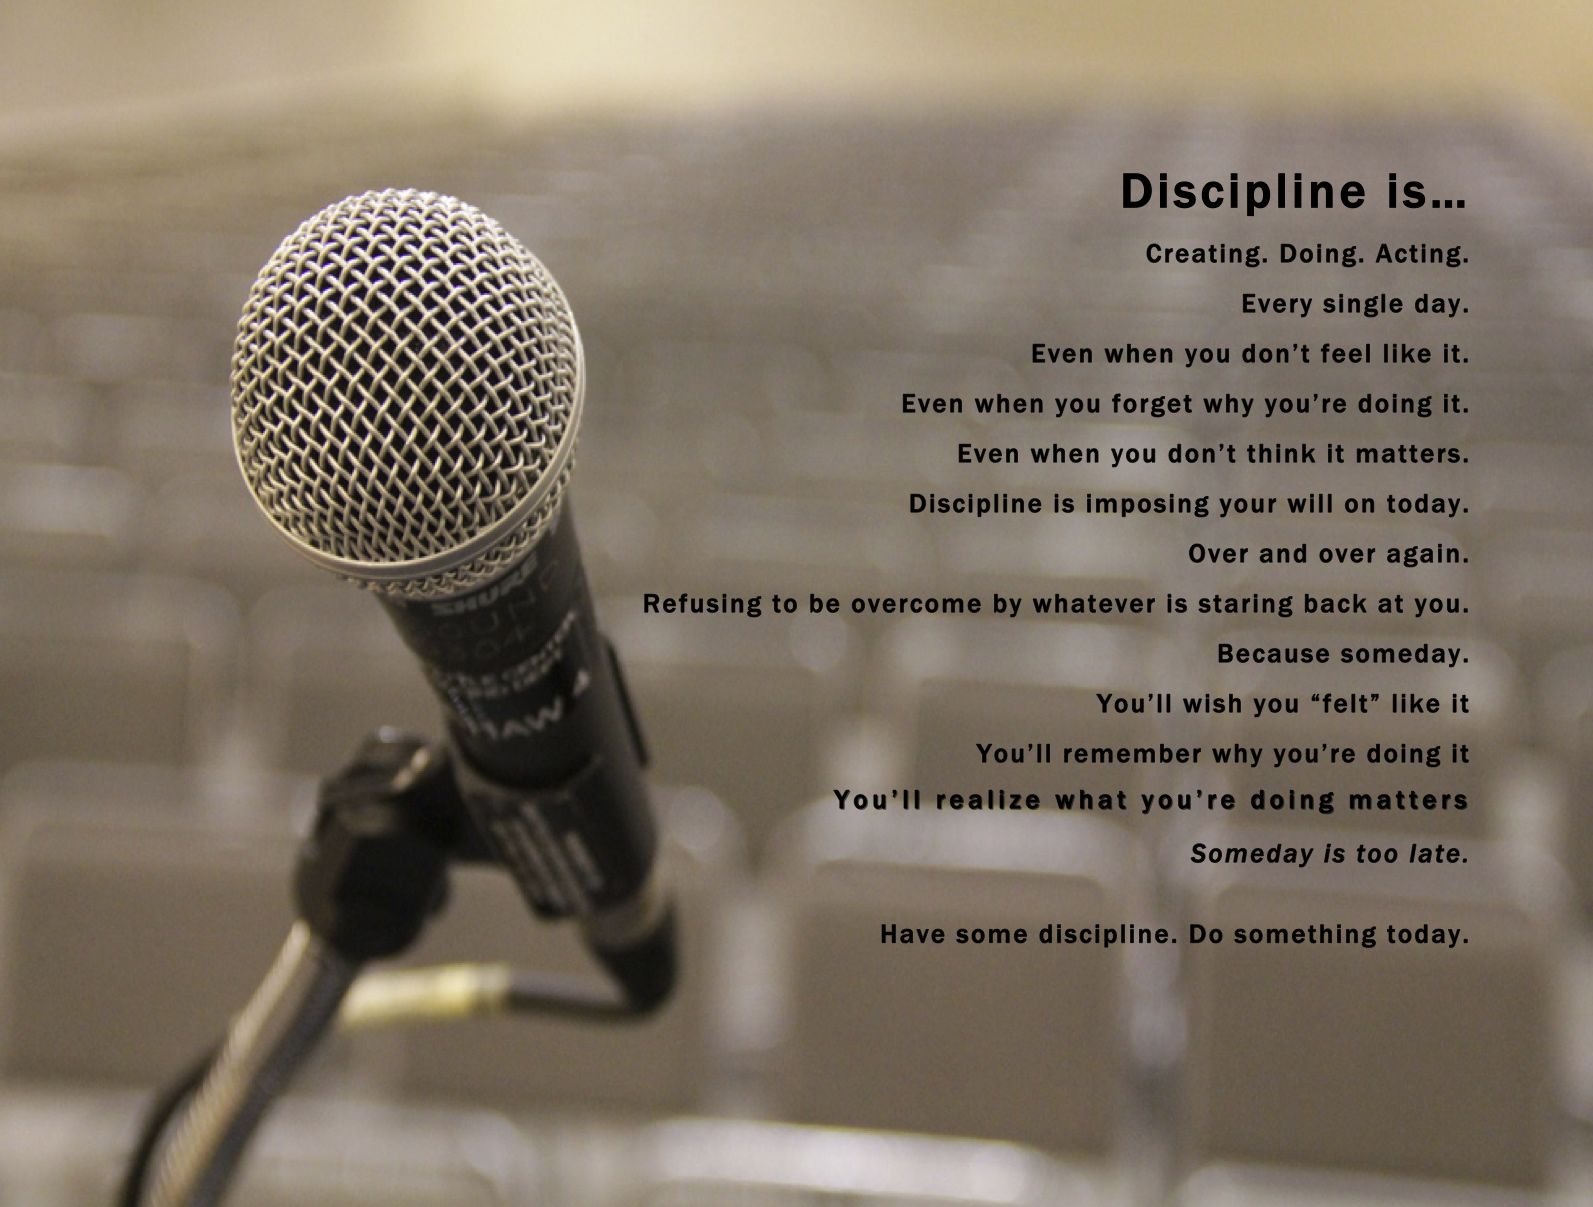 Discipline is...
Creating. Doing. Acting.
Every single day.
Even when you don’t feel like it.
Even when you forget why you’re doing it.
Even when you don’t think it matters.
Discipline is imposing your will on today.
Over and over again.
Refusing to be overcome by whatever is staring back at you.
Because someday.
You’ll wish you “felt” like it
You’ll remember why you’re doing it
You’ll realize what you’re doing matters
Someday is too late.
Have some discipline. Do something today.
SHURE